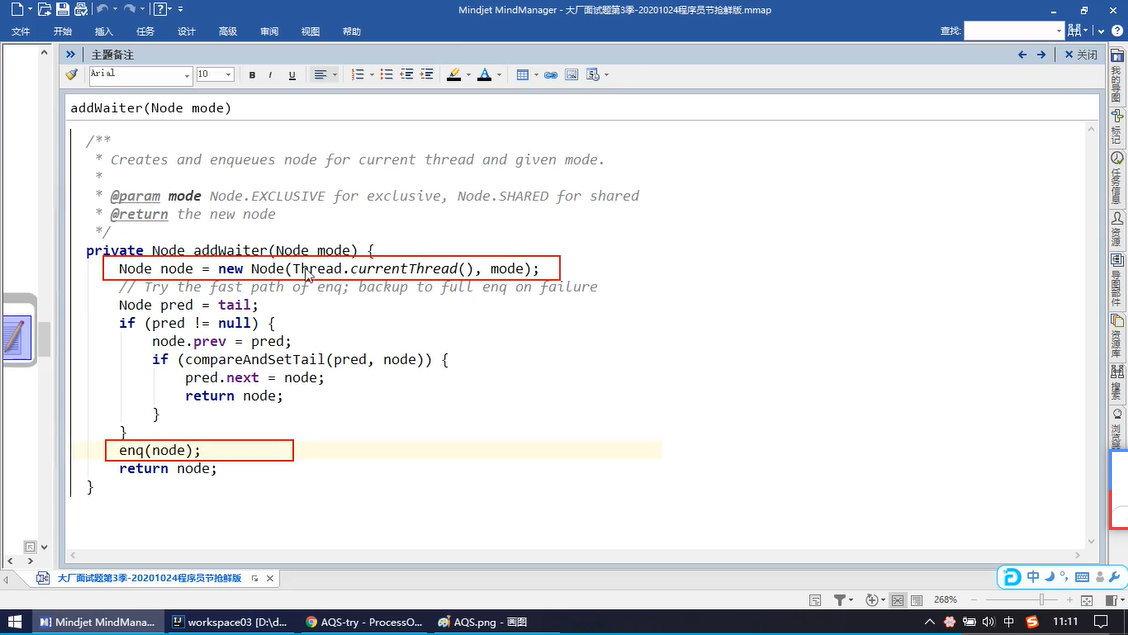 Mindjet MindManager - 大厂面试题第3季-20201024程序员节抢鲜版.mmap
文件 开始 插入 任务 设计 高级 审阅 视图 帮助 查找:
主题备注 关闭
Arial 10 B I U
addWaiter(Node mode)
/**
* Creates and enqueues node for current thread and given mode.
*
* @param mode Node.EXCLUSIVE for exclusive, Node.SHARED for shared
* @return the new node
*/
private Node addWaiter(Node mode) {
Node node = new Node(Thread.currentThread(), mode);
// Try the fast path of enq; backup to full enq on failure
Node pred = tail;
if (pred != null) {
node.prev = pred;
if (compareAndSetTail(pred, node)) {
pred.next = node;
return node;
}
}
enq(node);
return node;
}
我的导图
标记
任务信息
资源
导图部件
资源库
搜索
浏览
大厂面试题第3季-20201024程序员节抢鲜版
中
268%
Mindjet MindMana... workspace03 [D:\d... AQS-try - ProcessO... AQS.png - 画图 中 11:11